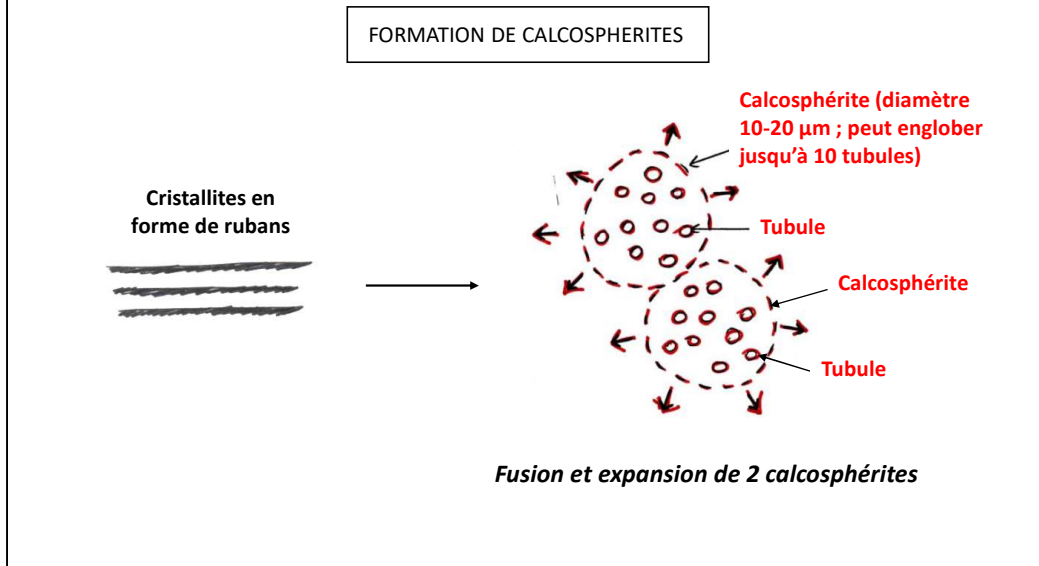 FORMATION DE CALCOSPHERITES
Calcosphérite (diamètre
10-20 µm ; peut englober
jusqu’à 10 tubules)
Cristallites en
forme de rubans
Tubule
Calcosphérite
Tubule
Fusion et expansion de 2 calcosphérites